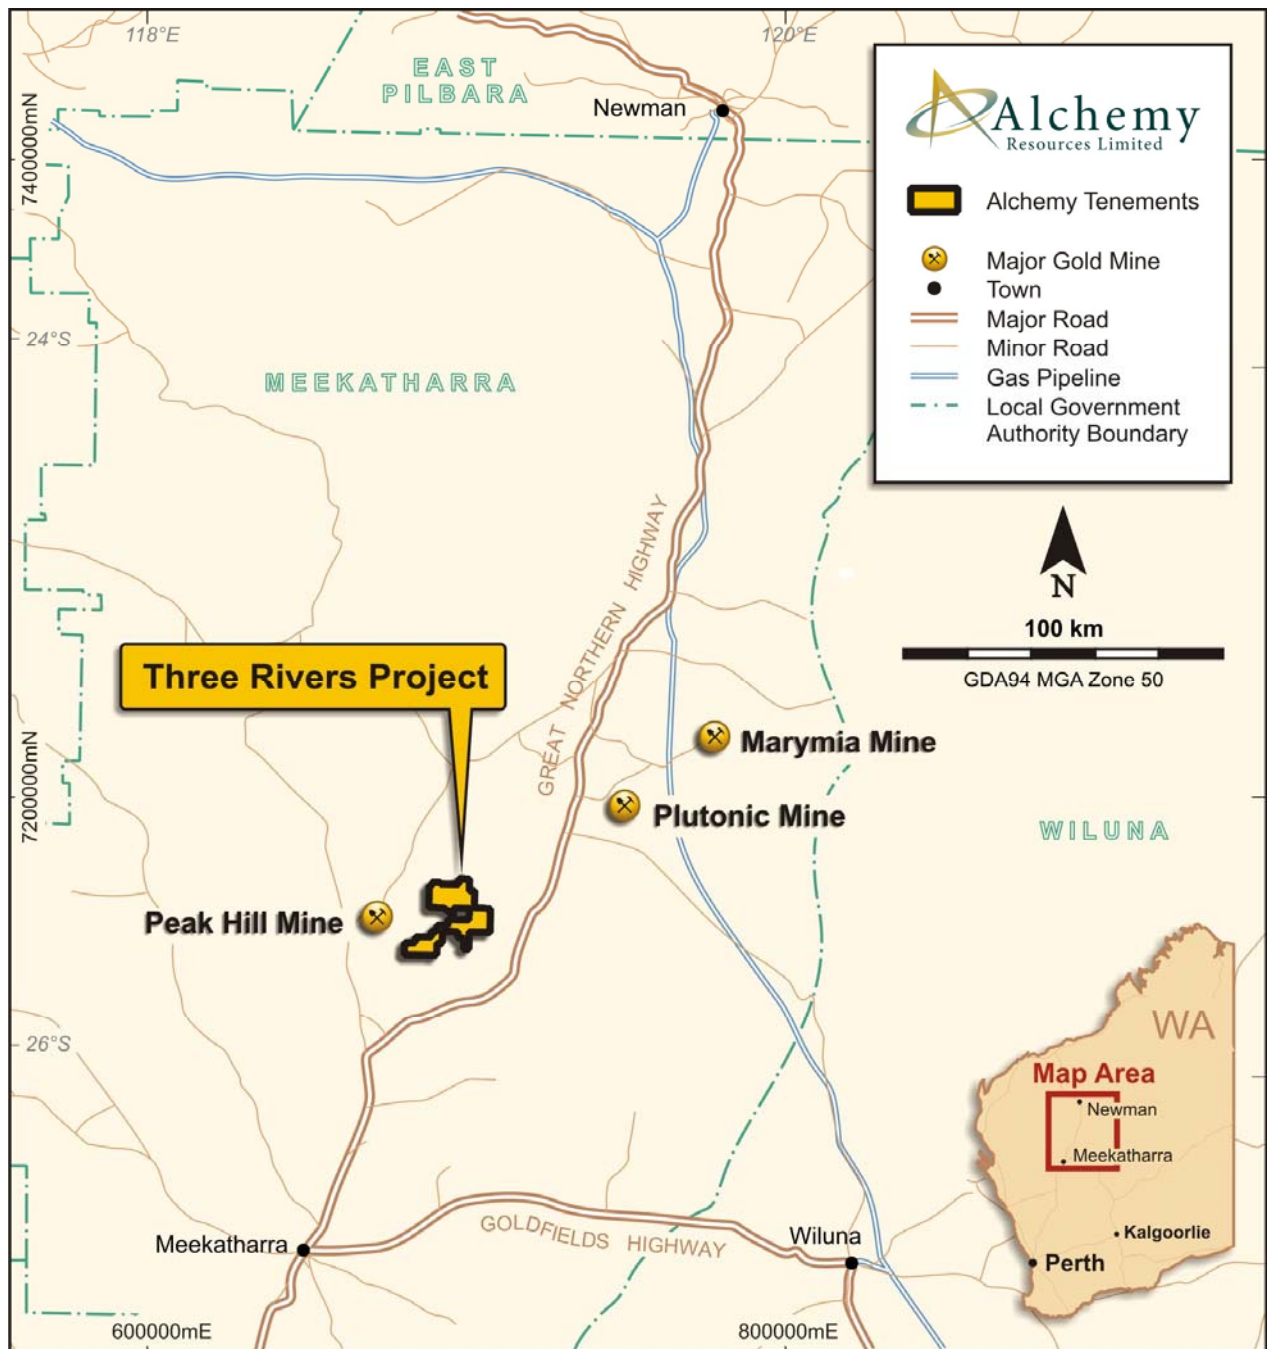 118°E
120°E
EAST
PILBARA
Newman
7400000mN
Alchemy
Resources Limited
Alchemy Tenements
Major Gold Mine
Town
Major Road
Minor Road
Gas Pipeline
Local Government
Authority Boundary
24°S
MEEKATHARRA
GREAT NORTHERN HIGHWAY
N
100 km
GDA94 MGA Zone 50
Three Rivers Project
Marymia Mine
7200000mN
Plutonic Mine
WILUNA
Peak Hill Mine
26°S
WA
Map Area
Newman
Meekatharra
Kalgoorlie
Perth
Meekatharra
GOLDFIELDS HIGHWAY
Wiluna
600000mE
800000mE